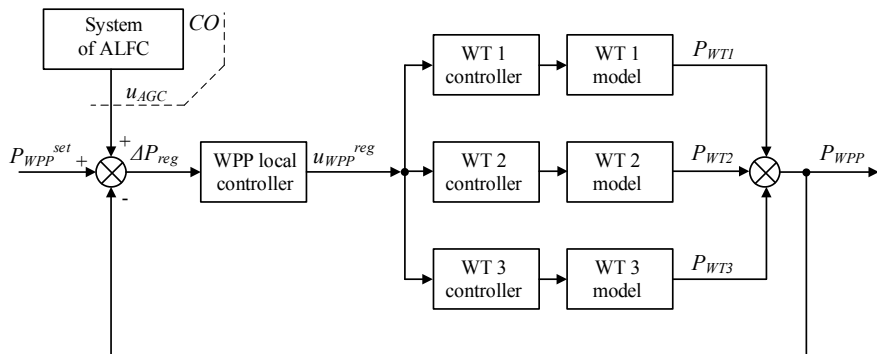 System
of ALFC
CO
u_AGC
P_WPP^set
+
+
-
ΔP_reg
WPP local
controller
u_WPP^reg
WT 1
controller
WT 1
model
P_WT1
WT 2
controller
WT 2
model
P_WT2
P_WPP
WT 3
controller
WT 3
model
P_WT3